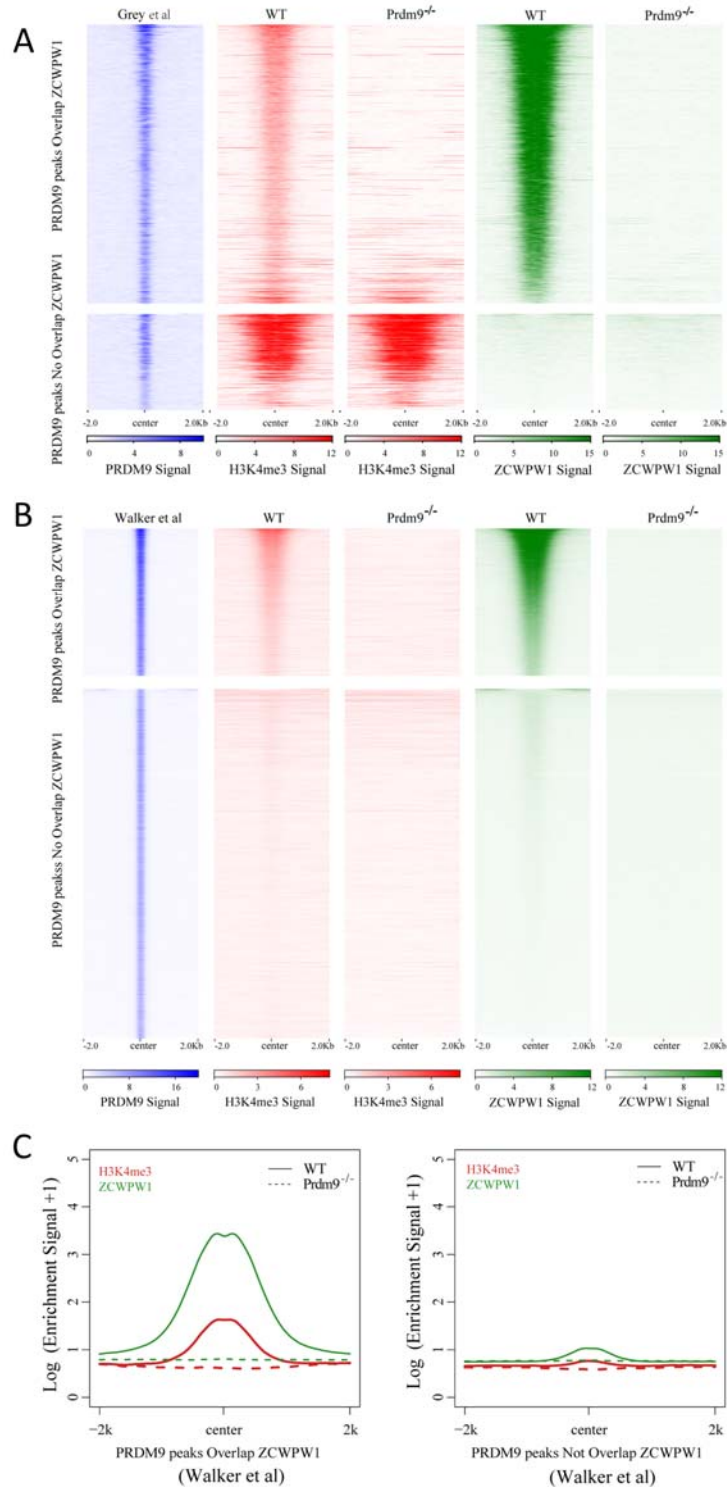 A
Grey et al
WT
Prdm9-/-
WT
Prdm9-/-
PRDM9 peaks Overlap ZCWPW1
PRDM9 peaks No Overlap ZCWPW1
-2.0 center 2.0Kb
-2.0 center 2.0Kb
-2.0 center 2.0Kb
-2.0 center 2.0Kb
-2.0 center 2.0Kb
0 4 8
0 4 8 12
0 4 8 12
0 5 10 15
0 5 10 15
PRDM9 Signal
H3K4me3 Signal
H3K4me3 Signal
ZCWPW1 Signal
ZCWPW1 Signal
B
Walker et al
WT
Prdm9-/-
WT
Prdm9-/-
PRDM9 peaks Overlap ZCWPW1
PRDM9 peakss No Overlap ZCWPW1
-2.0 center 2.0Kb
-2.0 center 2.0Kb
-2.0 center 2.0Kb
-2.0 center 2.0Kb
-2.0 center 2.0Kb
0 8 16
0 3 6
0 3 6
0 4 8 12
0 4 8 12
PRDM9 Signal
H3K4me3 Signal
H3K4me3 Signal
ZCWPW1 Signal
ZCWPW1 Signal
C
Log (Enrichment Signal +1)
5
4
3
2
1
0
H3K4me3
ZCWPW1
WT
Prdm9-/-
−2k center 2k
PRDM9 peaks Overlap ZCWPW1
(Walker et al)
Log (Enrichment Signal +1)
5
4
3
2
1
0
H3K4me3
ZCWPW1
WT
Prdm9-/-
−2k center 2k
PRDM9 peaks Not Overlap ZCWPW1
(Walker et al)